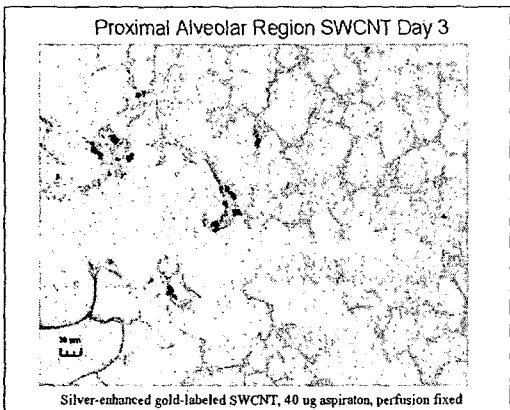 Proximal Alveolar Region SWCNT Day 3
Silver-enhanced gold-labeled SWCNT, 40 ug aspiraton, perfusion fixed